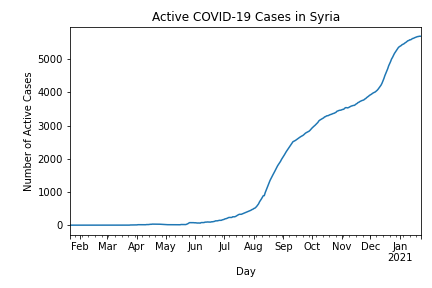 Active COVID-19 Cases in Syria
Number of Active Cases
5000
4000
3000
2000
1000
0
Feb Mar Apr May Jun Jul Aug Sep Oct Nov Dec Jan
2021
Day